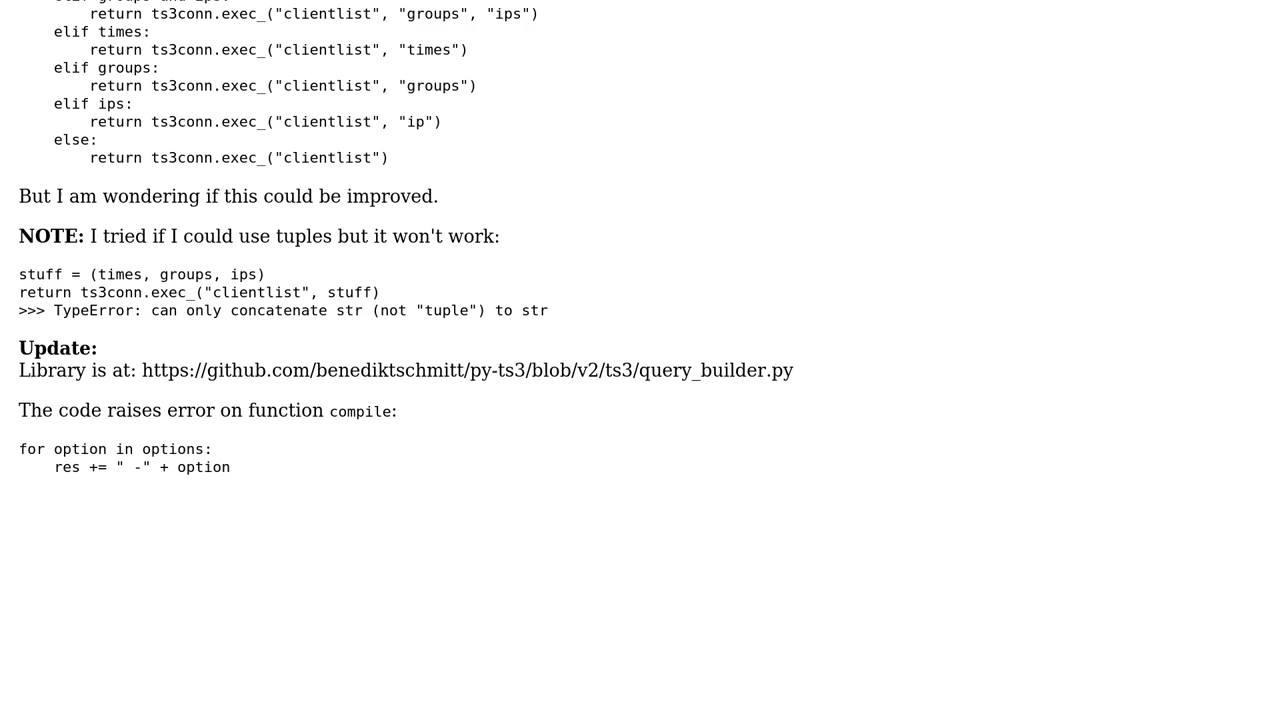 return ts3conn.exec_("clientlist", "groups", "ips")
    elif times:
        return ts3conn.exec_("clientlist", "times")
    elif groups:
        return ts3conn.exec_("clientlist", "groups")
    elif ips:
        return ts3conn.exec_("clientlist", "ip")
    else:
        return ts3conn.exec_("clientlist")
But I am wondering if this could be improved.
NOTE: I tried if I could use tuples but it won't work:
stuff = (times, groups, ips)
return ts3conn.exec_("clientlist", stuff)
>>> TypeError: can only concatenate str (not "tuple") to str
Update:
Library is at: https://github.com/benediktschmitt/py-ts3/blob/v2/ts3/query_builder.py
The code raises error on function compile:
for option in options:
    res += " -" + option